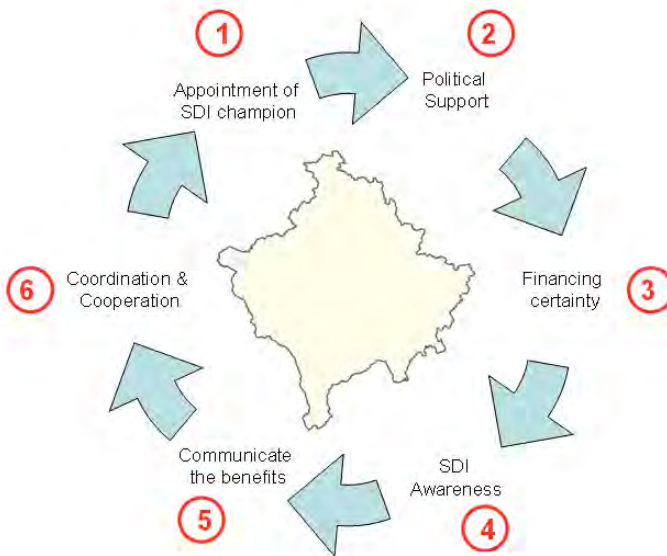 1
Appointment of
SDI champion
2
Political
Support
3
Financing
certainty
4
SDI
Awareness
5
Communicate
the benefits
6
Coordination &
Cooperation